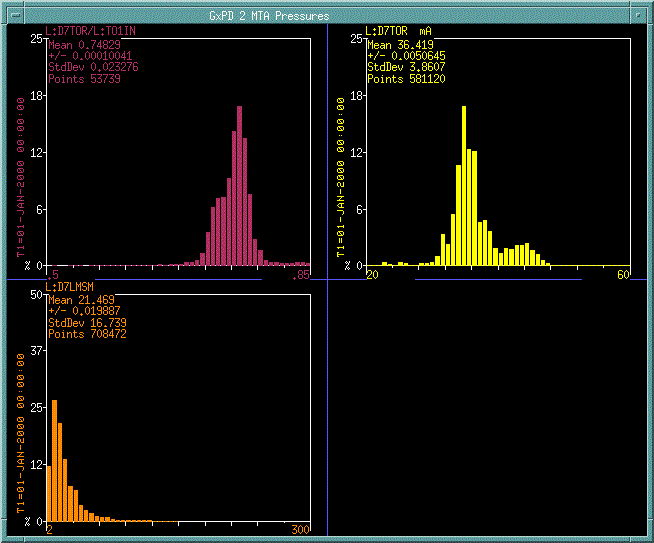 GxPD 2 MTA Pressures
L:D7TOR/L:TO1IN
Mean 0.74829
+/- 0.00010041
StdDev 0.023276
Points 53739
25
18
12
6
% 0
.5
.85
T1=01-JAN-2000 00:00:00
L:D7TOR mA
Mean 36.419
+/- 0.0050645
StdDev 3.8607
Points 581120
25
18
12
6
% 0
20
60
T1=01-JAN-2000 00:00:00
L:D7LMSM
Mean 21.469
+/- 0.019887
StdDev 16.739
Points 708472
50
37
25
12
% 0
2
300
T1=01-JAN-2000 00:00:00